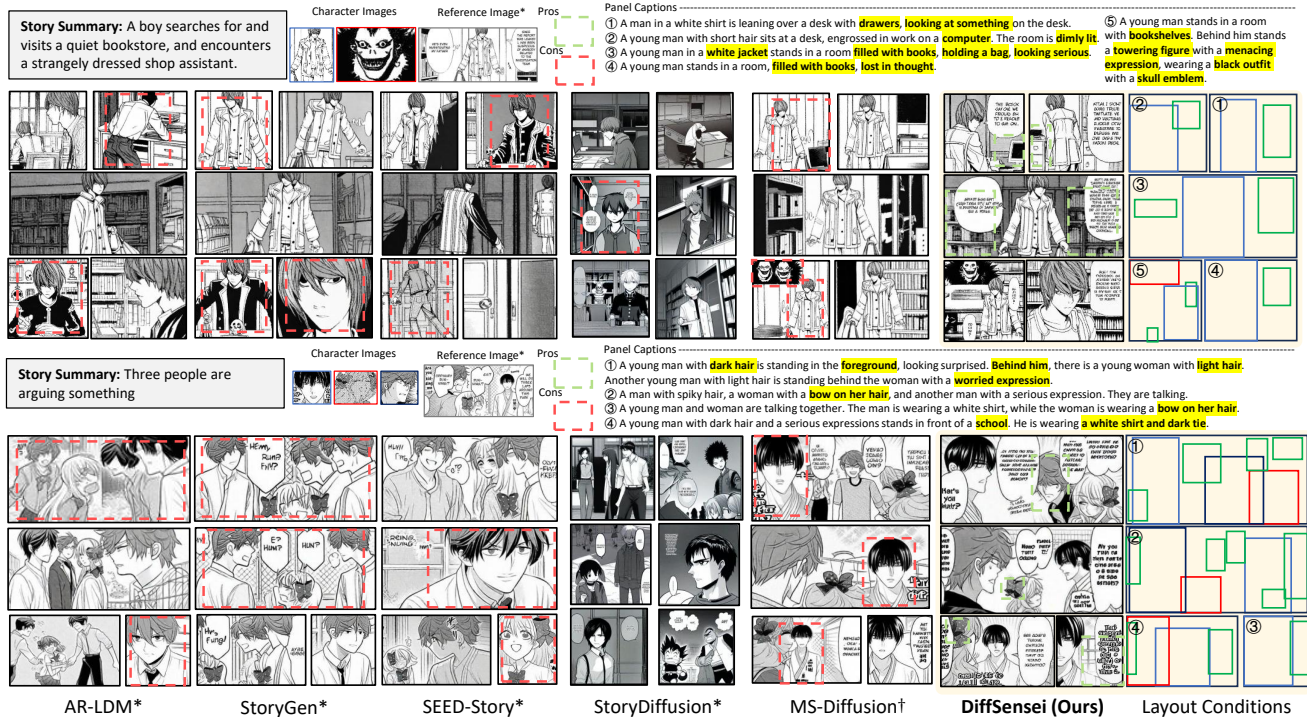 Story Summary: A boy searches for and
visits a quiet bookstore, and encounters
a strangely dressed shop assistant.
Character Images
Reference Image*
Pros
Cons
Panel Captions
① A man in a white shirt is leaning over a desk with drawers, looking at something on the desk.
② A young man with short hair sits at a desk, engrossed in work on a computer. The room is dimly lit.
③ A young man in a white jacket stands in a room filled with books, holding a bag, looking serious.
④ A young man stands in a room, filled with books, lost in thought.
⑤ A young man stands in a room
with bookshelves. Behind him stands
a towering figure with a menacing
expression, wearing a black outfit
with a skull emblem.
②
①
③
⑤
④
Story Summary: Three people are
arguing something
Character Images
Reference Image*
Pros
Cons
Panel Captions
① A young man with dark hair is standing in the foreground, looking surprised. Behind him, there is a young woman with light hair.
Another young man with light hair is standing behind the woman with a worried expression.
② A man with spiky hair, a woman with a bow on her hair, and another man with a serious expression. They are talking.
③ A young man and woman are talking together. The man is wearing a white shirt, while the woman is wearing a bow on her hair.
④ A young man with dark hair and a serious expressions stands in front of a school. He is wearing a white shirt and dark tie.
①
②
④
③
AR-LDM*
StoryGen*
SEED-Story*
StoryDiffusion*
MS-Diffusion†
DiffSensei (Ours)
Layout Conditions